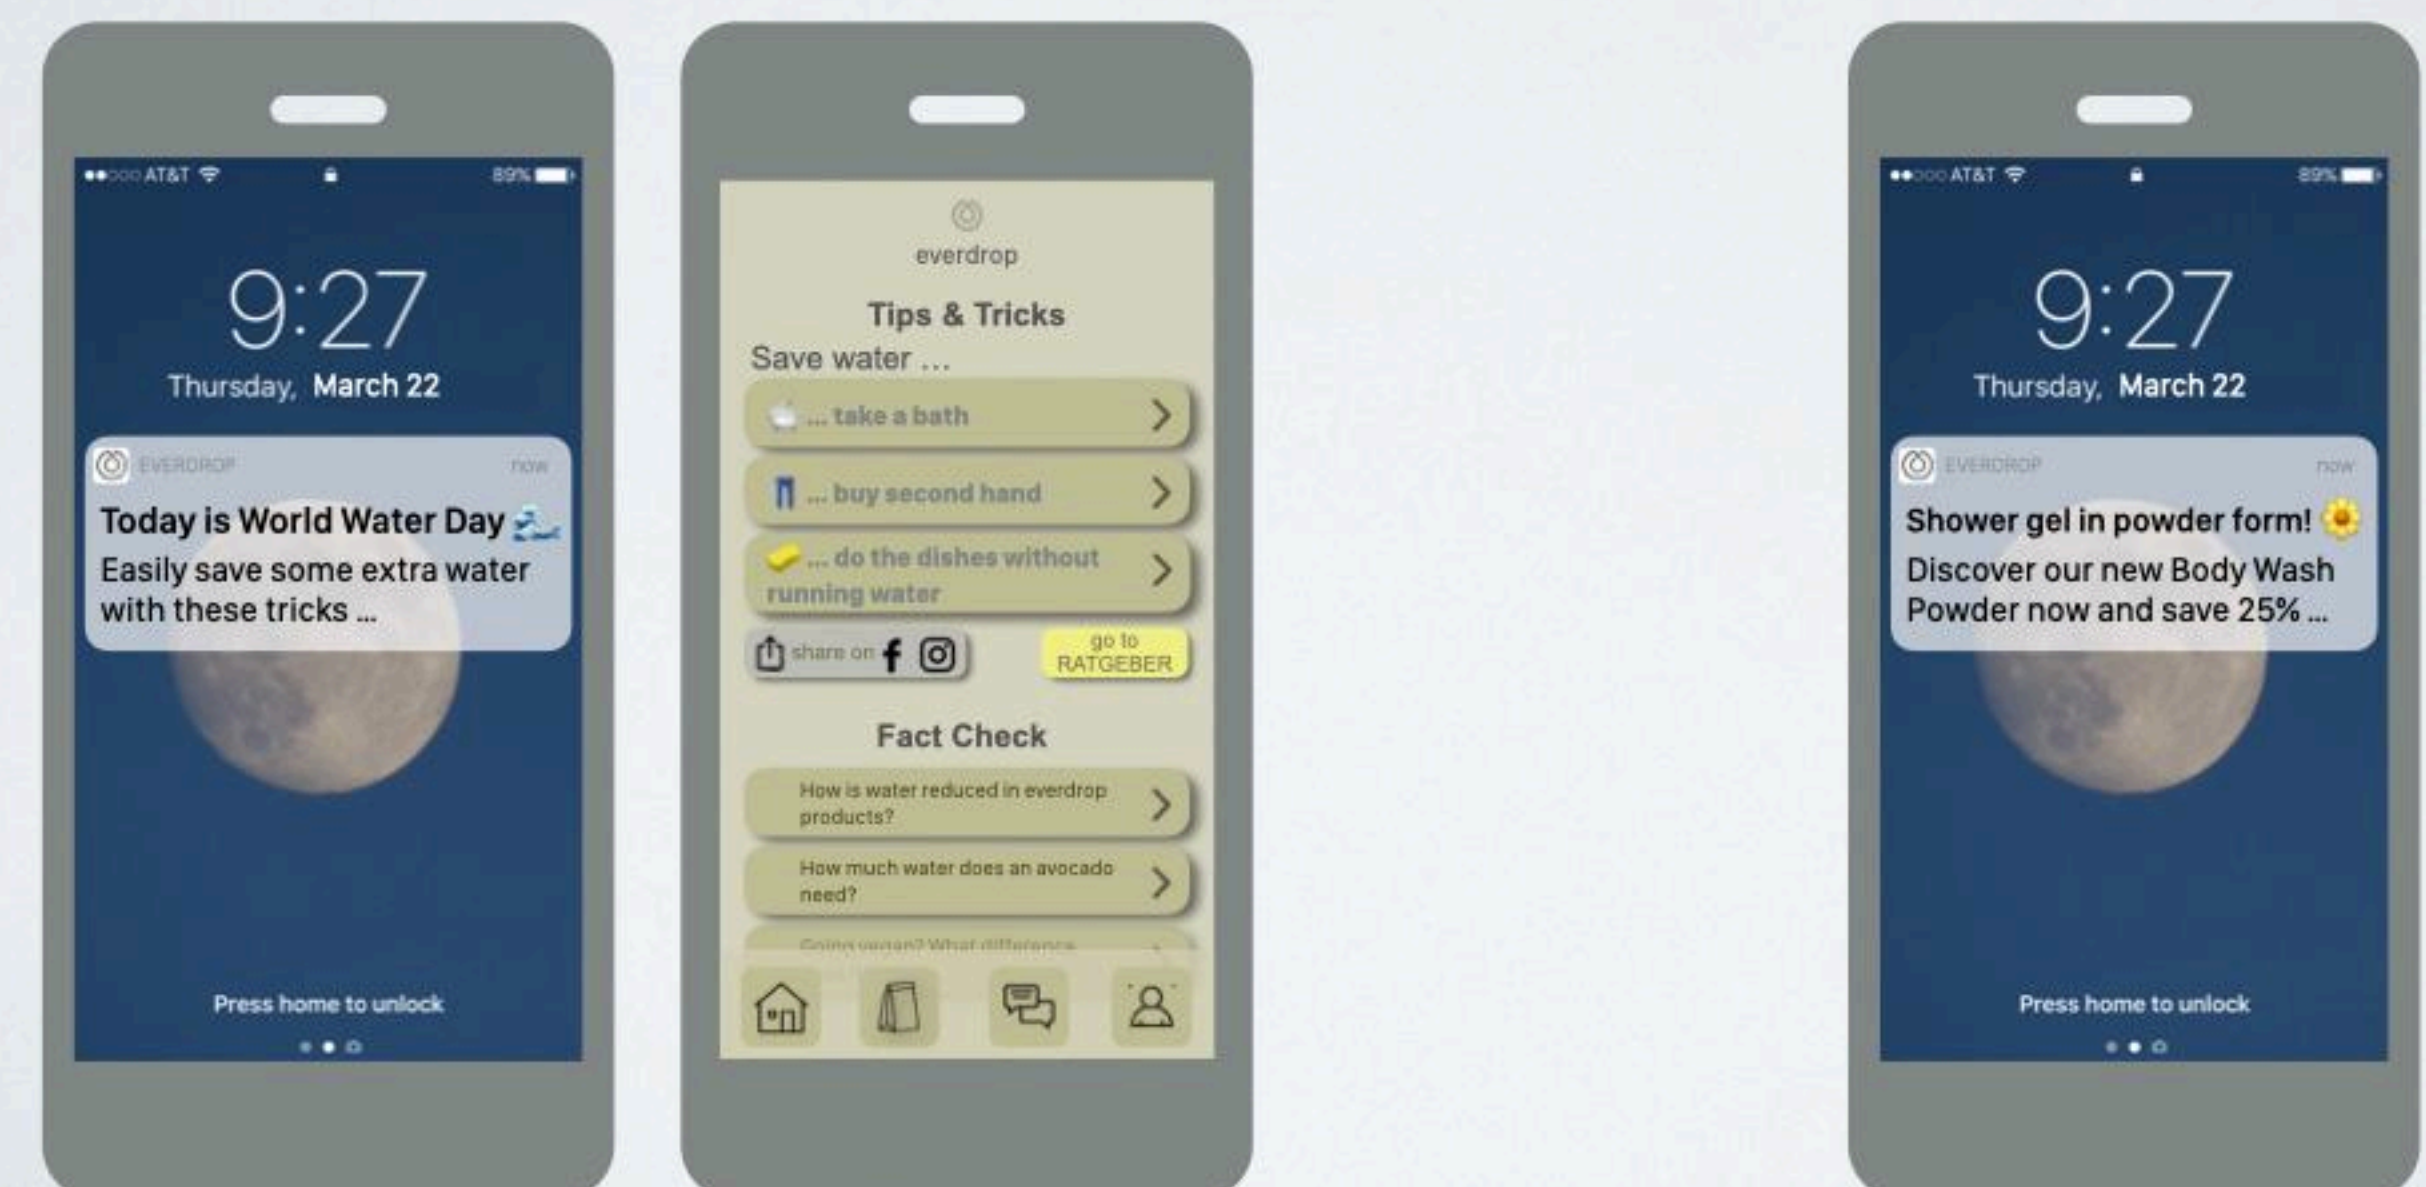 AT&T
89%
9:27
Thursday, March 22
EVERDROP
now
Today is World Water Day
Easily save some extra water
with these tricks ...
Press home to unlock
everdrop
Tips & Tricks
Save water ...
... take a bath
... buy second hand
... do the dishes without
running water
share on
go to
RATGEBER
Fact Check
How is water reduced in everdrop
products?
How much water does an avocado
need?
Going vegan? What difference
AT&T
89%
9:27
Thursday, March 22
EVERDROP
now
Shower gel in powder form!
Discover our new Body Wash
Powder now and save 25% ...
Press home to unlock